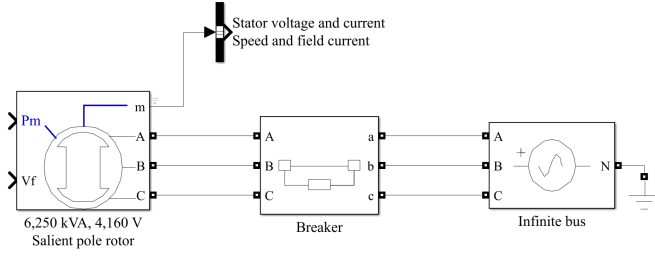 Stator voltage and current
Speed and field current
m
Pm
A
A
a
A
B
B
b
B
+
N
Vf
C
C
c
C
6,250 kVA, 4,160 V
Salient pole rotor
Breaker
Infinite bus